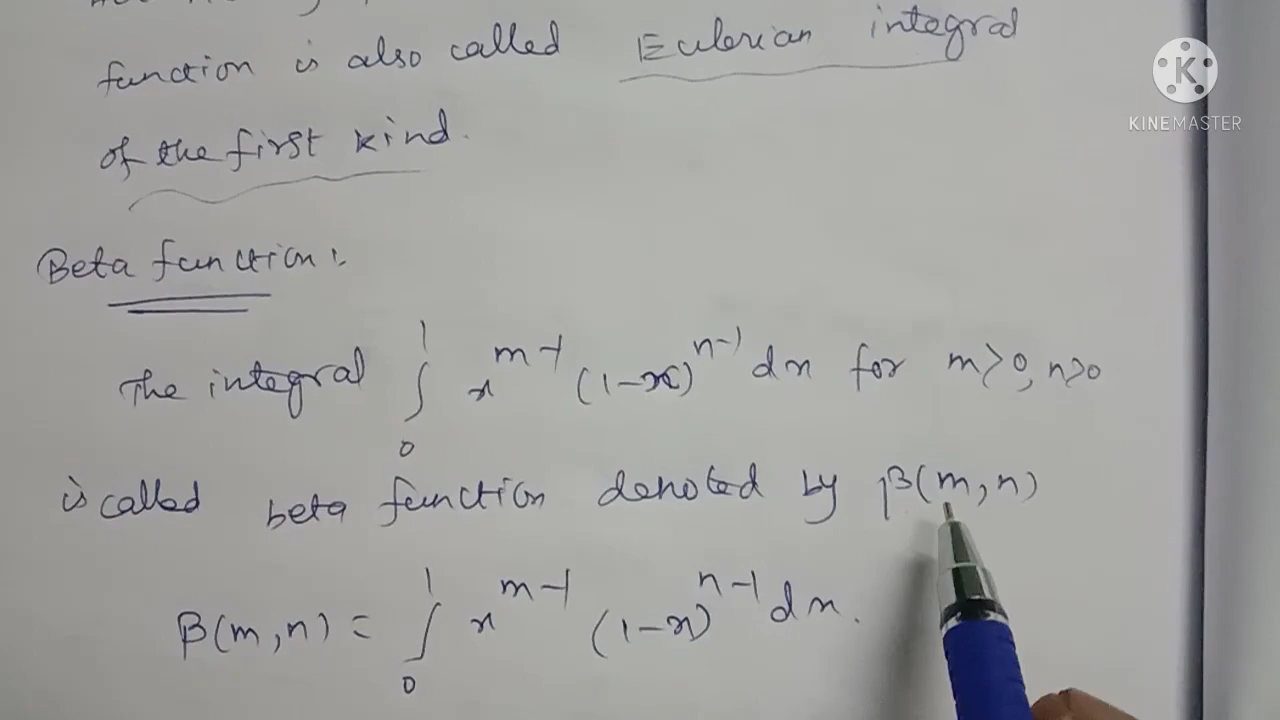 function is also called Eulerian integral
of the first kind.
KINEMASTER
Beta function:
The integral ∫₀¹ x^{m-1} (1-x)^{n-1} dx for m>0, n>0
is called beta function denoted by β(m,n)
β(m,n) = ∫₀¹ x^{m-1} (1-x)^{n-1} dx.